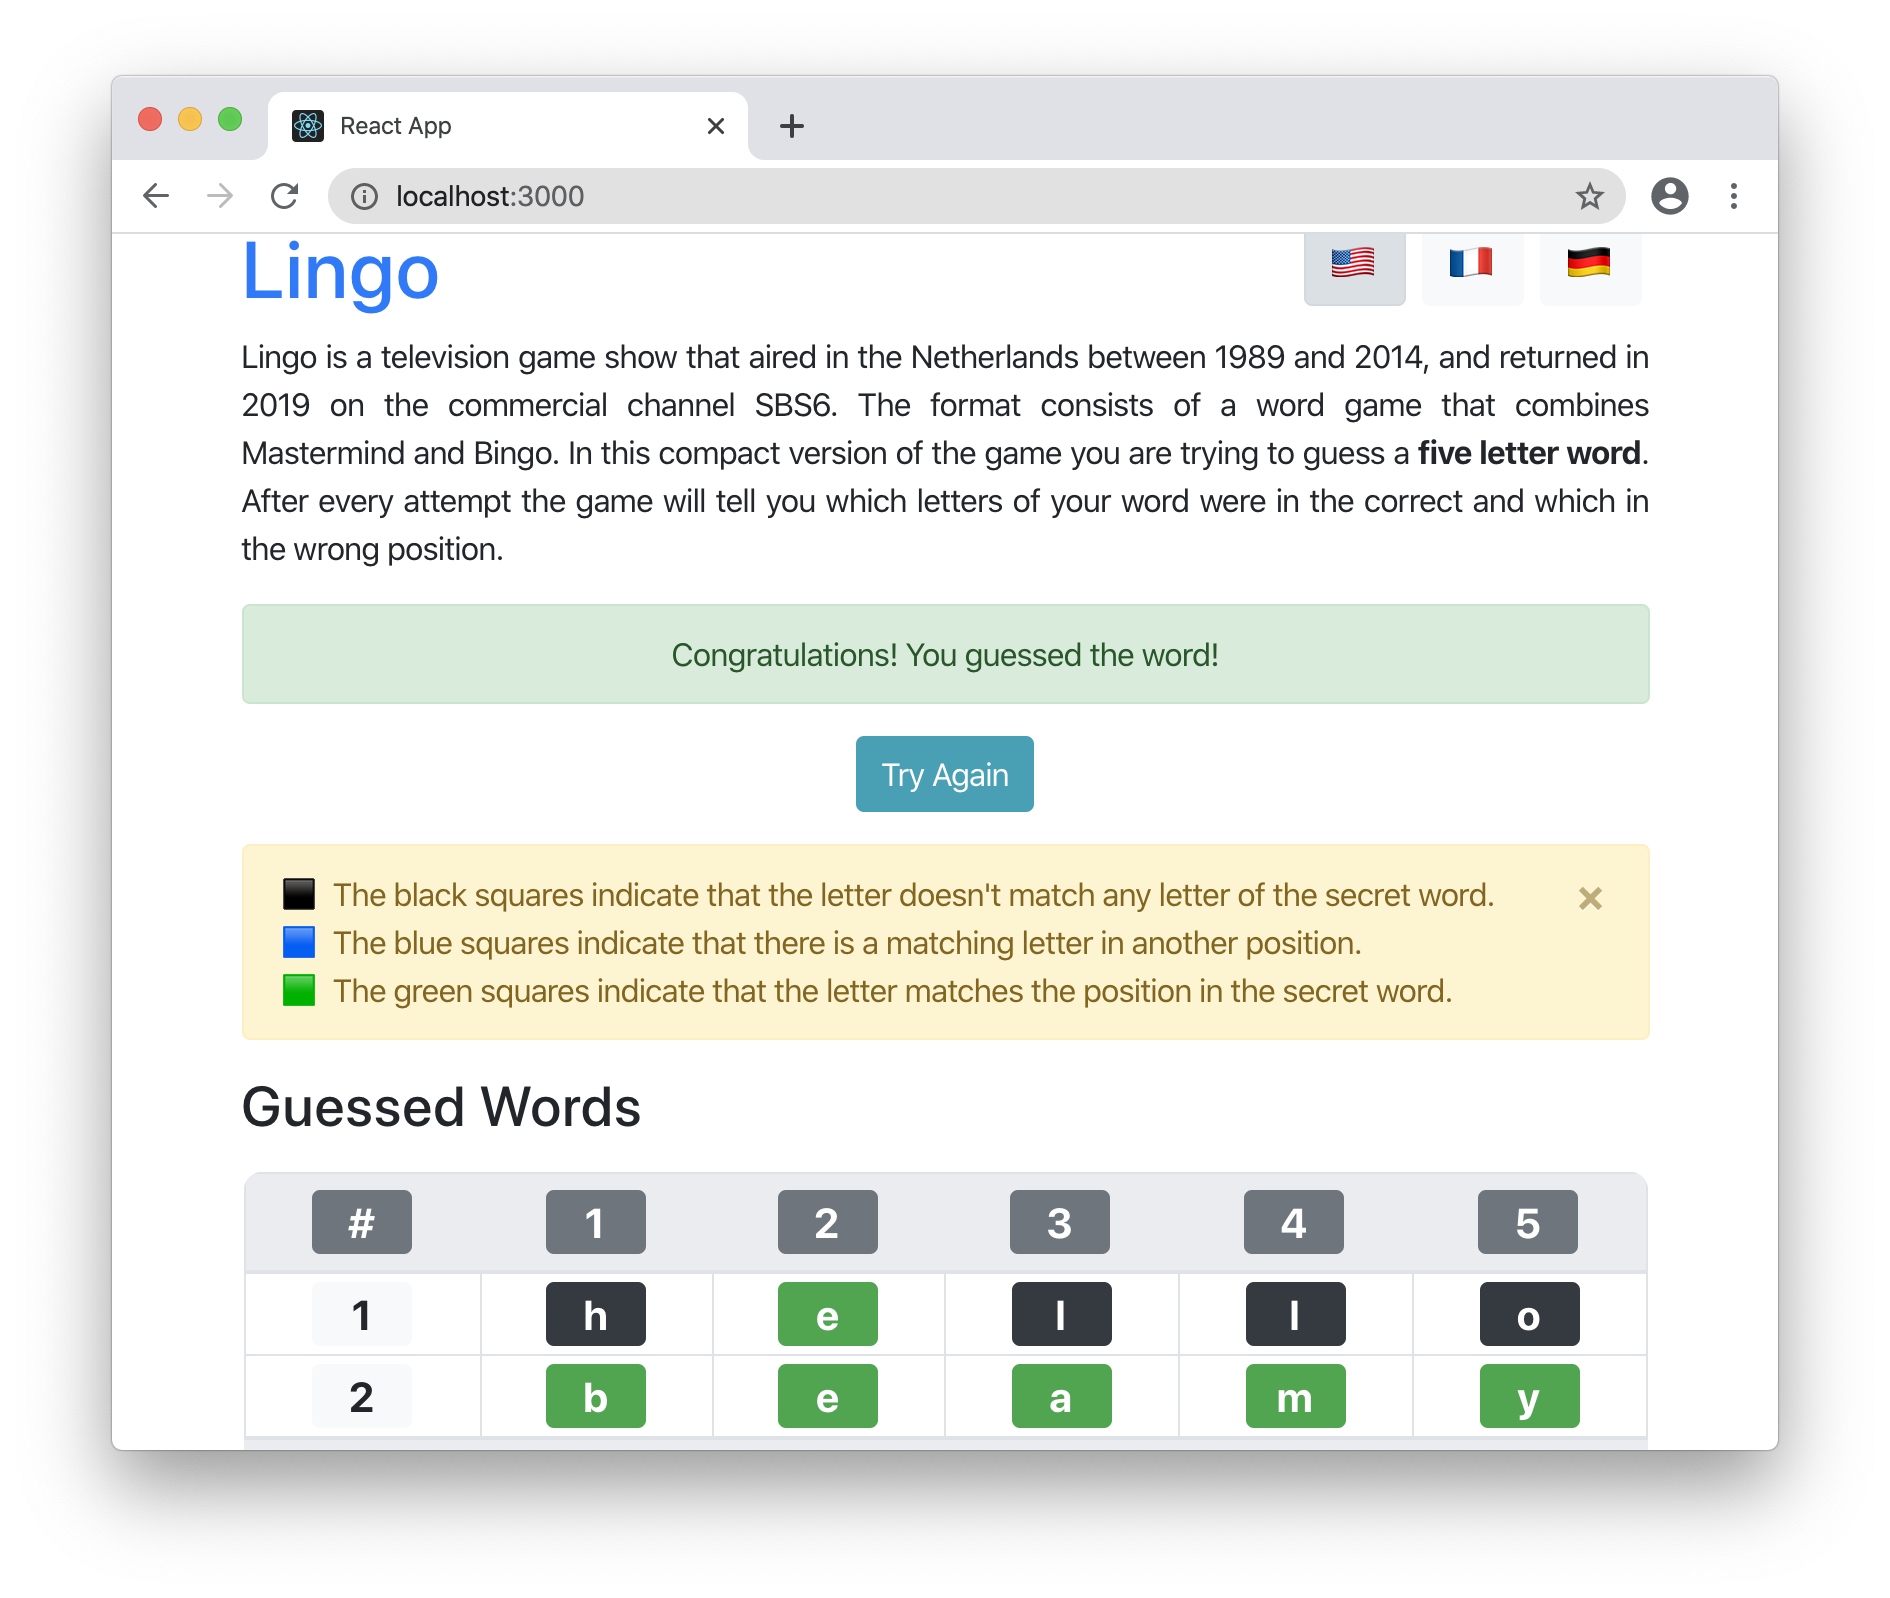 React App
localhost:3000
Lingo
Lingo is a television game show that aired in the Netherlands between 1989 and 2014, and returned in
2019 on the commercial channel SBS6. The format consists of a word game that combines
Mastermind and Bingo. In this compact version of the game you are trying to guess a five letter word.
After every attempt the game will tell you which letters of your word were in the correct and which in
the wrong position.
Congratulations! You guessed the word!
Try Again
The black squares indicate that the letter doesn't match any letter of the secret word.
The blue squares indicate that there is a matching letter in another position.
The green squares indicate that the letter matches the position in the secret word.
Guessed Words
# 1 2 3 4 5
1 h e l l o
2 b e a m y